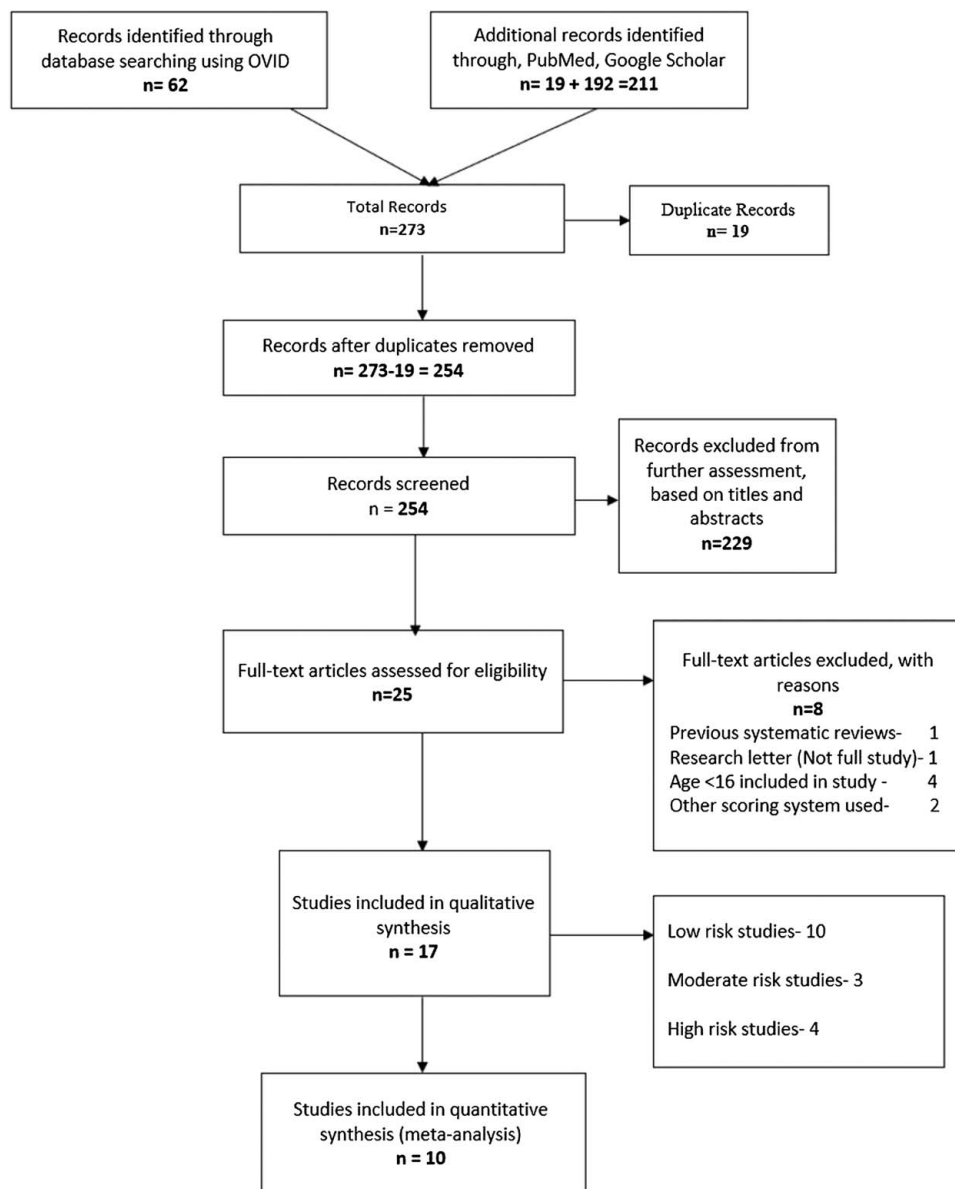 Records identified through
database searching using OVID
n= 62
Additional records identified
through, PubMed, Google Scholar
n= 19 + 192 =211
Total Records
n=273
Duplicate Records
n= 19
Records after duplicates removed
n= 273-19 = 254
Records screened
n = 254
Records excluded from
further assessment,
based on titles and
abstracts
n=229
Full-text articles assessed for eligibility
n=25
Full-text articles excluded, with
reasons
n=8
Previous systematic reviews- 1
Research letter (Not full study)- 1
Age <16 included in study - 4
Other scoring system used- 2
Studies included in qualitative
synthesis
n = 17
Low risk studies- 10
Moderate risk studies- 3
High risk studies- 4
Studies included in quantitative
synthesis (meta-analysis)
n = 10